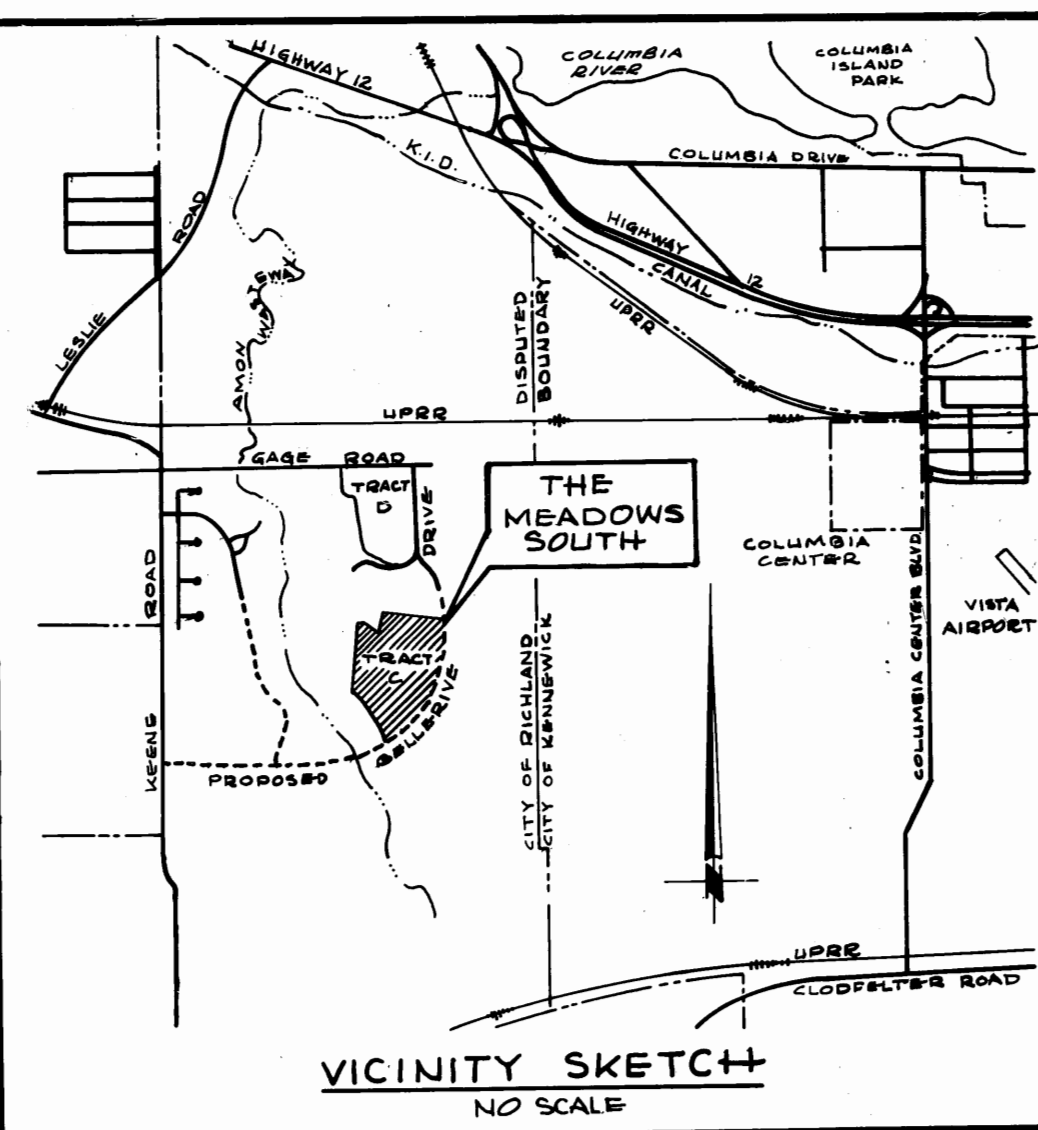 HIGHWAY 12
COLUMBIA
RIVER
COLUMBIA
ISLAND
PARK
K.I.D.
COLUMBIA DRIVE
LESLIE ROAD
HIGHWAY 12
CANAL
AMON WASTEWAY
DISPUTED
BOUNDARY
UPRR
UPRR
GAGE ROAD
TRACT
D
DRIVE
THE
MEADOWS
SOUTH
COLUMBIA
CENTER
COLUMBIA CENTER BLVD.
VISTA
AIRPORT
KEENE ROAD
TRACT
C
BELLERIVE
PROPOSED
CITY OF RICHLAND
CITY OF KENNEWICK
UPRR
CLODFELTER ROAD
VICINITY SKETCH
NO SCALE